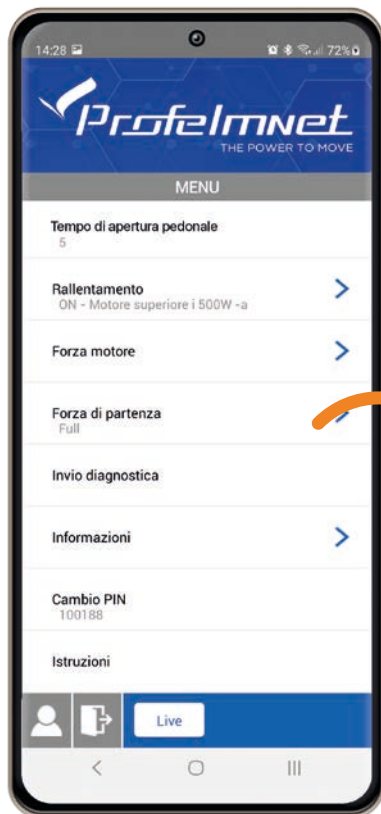 14:28
72%
Profelmnet
THE POWER TO MOVE
MENU
Tempo di apertura pedonale
5
Rallentamento
ON - Motore superiore i 500W -a
Forza motore
Forza di partenza
Full
Invio diagnostica
Informazioni
Cambio PIN
100188
Istruzioni
Live